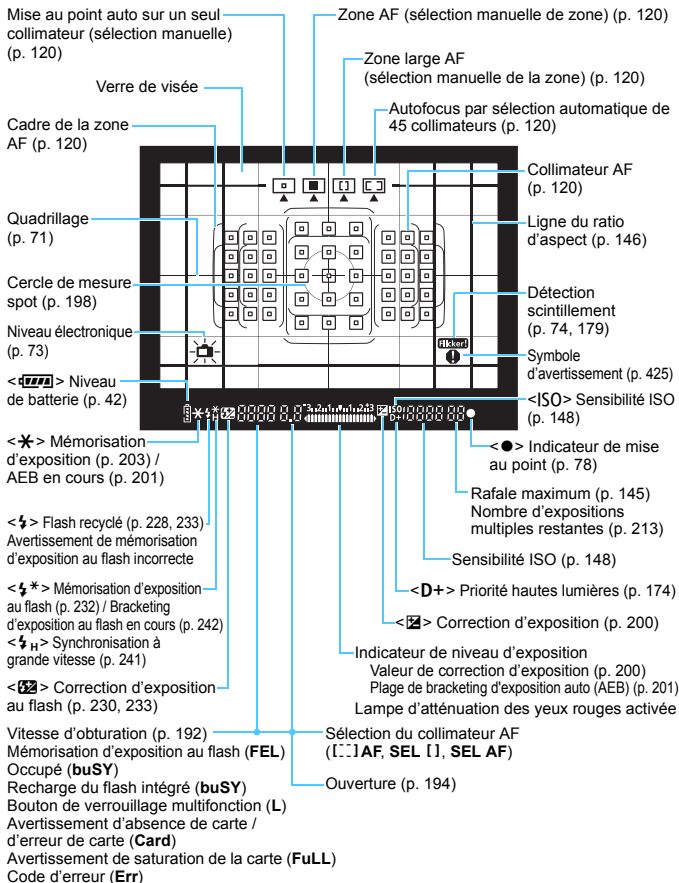 Mise au point auto sur un seul
collimateur (sélection manuelle)
(p. 120)
Zone AF (sélection manuelle de zone) (p. 120)
Zone large AF
(sélection manuelle de la zone) (p. 120)
Verre de visée
Autofocus par sélection automatique de
45 collimateurs (p. 120)
Cadre de la zone
AF (p. 120)
Collimateur AF
(p. 120)
Quadrillage
(p. 71)
Ligne du ratio
d'aspect (p. 146)
Cercle de mesure
spot (p. 198)
Détection
scintillement
(p. 74, 179)
Flicker!
Niveau électronique
(p. 73)
Symbole
d'avertissement (p. 425)
< > Niveau
de batterie (p. 42)
<ISO> Sensibilité ISO
(p. 148)
H 3..2..1..▼..1..2.:3 ISO D+
<✱> Mémorisation
d'exposition (p. 203) /
AEB en cours (p. 201)
<●> Indicateur de mise
au point (p. 78)
Rafale maximum (p. 145)
Nombre d'expositions
multiples restantes (p. 213)
<⚡> Flash recyclé (p. 228, 233)
Avertissement de mémorisation
d'exposition au flash incorrecte
Sensibilité ISO (p. 148)
<⚡✱> Mémorisation d'exposition
au flash (p. 232) / Bracketing
d'exposition au flash en cours (p. 242)
<D+> Priorité hautes lumières (p. 174)
< > Correction d'exposition (p. 200)
<⚡H> Synchronisation à
grande vitesse (p. 241)
Indicateur de niveau d'exposition
Valeur de correction d'exposition (p. 200)
Plage de bracketing d'exposition auto (AEB) (p. 201)
Lampe d'atténuation des yeux rouges activée
< > Correction d'exposition
au flash (p. 230, 233)
Vitesse d'obturation (p. 192)
Mémorisation d'exposition au flash (FEL)
Occupé (buSY)
Recharge du flash intégré (buSY)
Bouton de verrouillage multifonction (L)
Avertissement d'absence de carte /
d'erreur de carte (Card)
Avertissement de saturation de la carte (FuLL)
Code d'erreur (Err)
Sélection du collimateur AF
([ ] AF, SEL [ ], SEL AF)
Ouverture (p. 194)